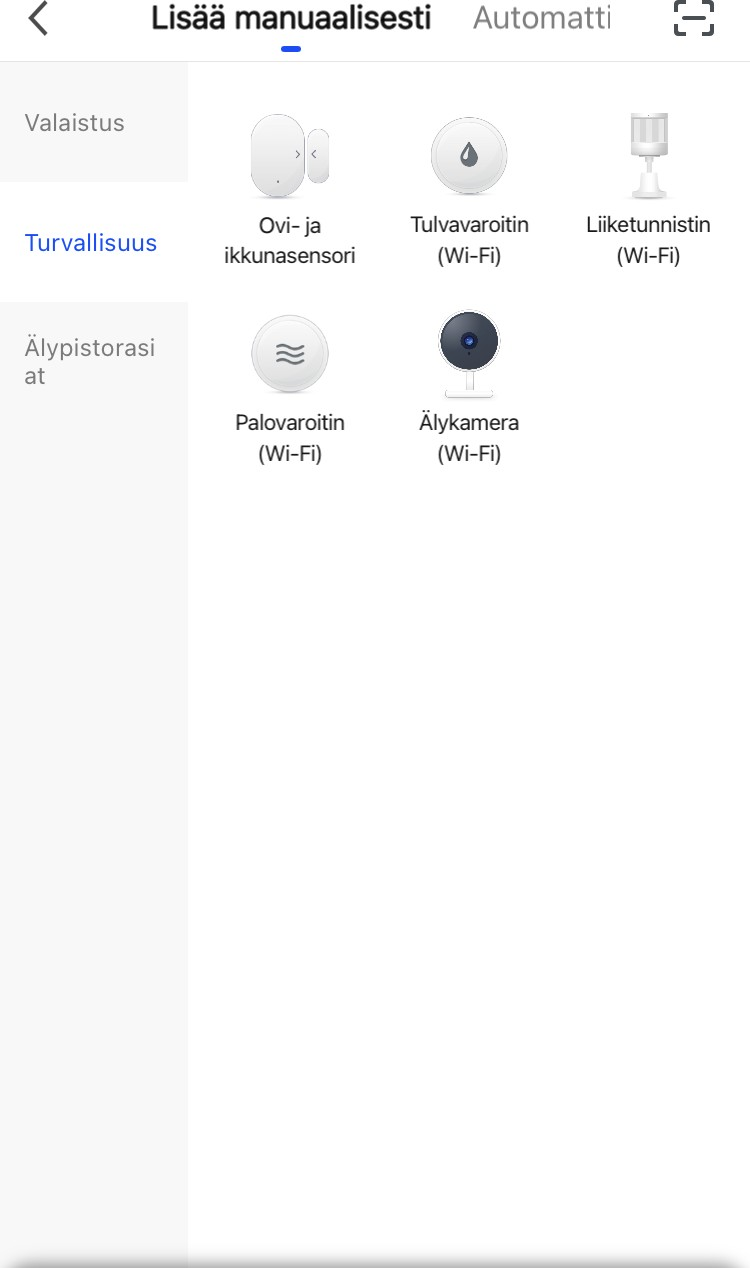 Lisää manuaalisesti
Automatti
Valaistus
Turvallisuus
Älypistorasi
at
Ovi- ja
ikkunasensori
Tulvavaroitin
(Wi-Fi)
Liiketunnistin
(Wi-Fi)
Palovaroitin
(Wi-Fi)
Älykamera
(Wi-Fi)